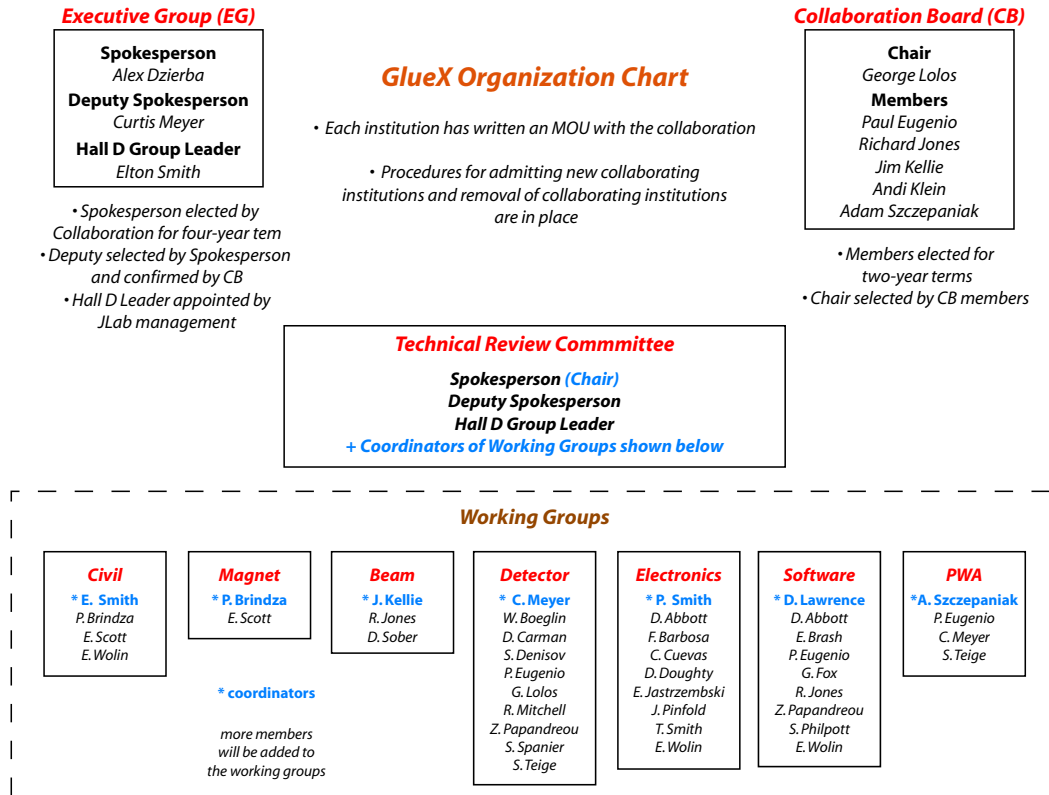 Executive Group (EG)
Spokesperson
Alex Dzierba
Deputy Spokesperson
Curtis Meyer
Hall D Group Leader
Elton Smith
• Spokesperson elected by
Collaboration for four-year tem
• Deputy selected by Spokesperson
and confirmed by CB
• Hall D Leader appointed by
JLab management
GlueX Organization Chart
• Each institution has written an MOU with the collaboration
• Procedures for admitting new collaborating
institutions and removal of collaborating institutions
are in place
Collaboration Board (CB)
Chair
George Lolos
Members
Paul Eugenio
Richard Jones
Jim Kellie
Andi Klein
Adam Szczepaniak
• Members elected for
two-year terms
• Chair selected by CB members
Technical Review Commmittee
Spokesperson (Chair)
Deputy Spokesperson
Hall D Group Leader
+ Coordinators of Working Groups shown below
Working Groups
Civil
* E. Smith
P. Brindza
E. Scott
E. Wolin
Magnet
* P. Brindza
E. Scott
Beam
* J. Kellie
R. Jones
D. Sober
Detector
* C. Meyer
W. Boeglin
D. Carman
S. Denisov
P. Eugenio
G. Lolos
R. Mitchell
Z. Papandreou
S. Spanier
S. Teige
Electronics
* P. Smith
D. Abbott
F. Barbosa
C. Cuevas
D. Doughty
E. Jastrzembski
J. Pinfold
T. Smith
E. Wolin
Software
* D. Lawrence
D. Abbott
E. Brash
P. Eugenio
G. Fox
R. Jones
Z. Papandreou
S. Philpott
E. Wolin
PWA
*A. Szczepaniak
P. Eugenio
C. Meyer
S. Teige
* coordinators
more members
will be added to
the working groups